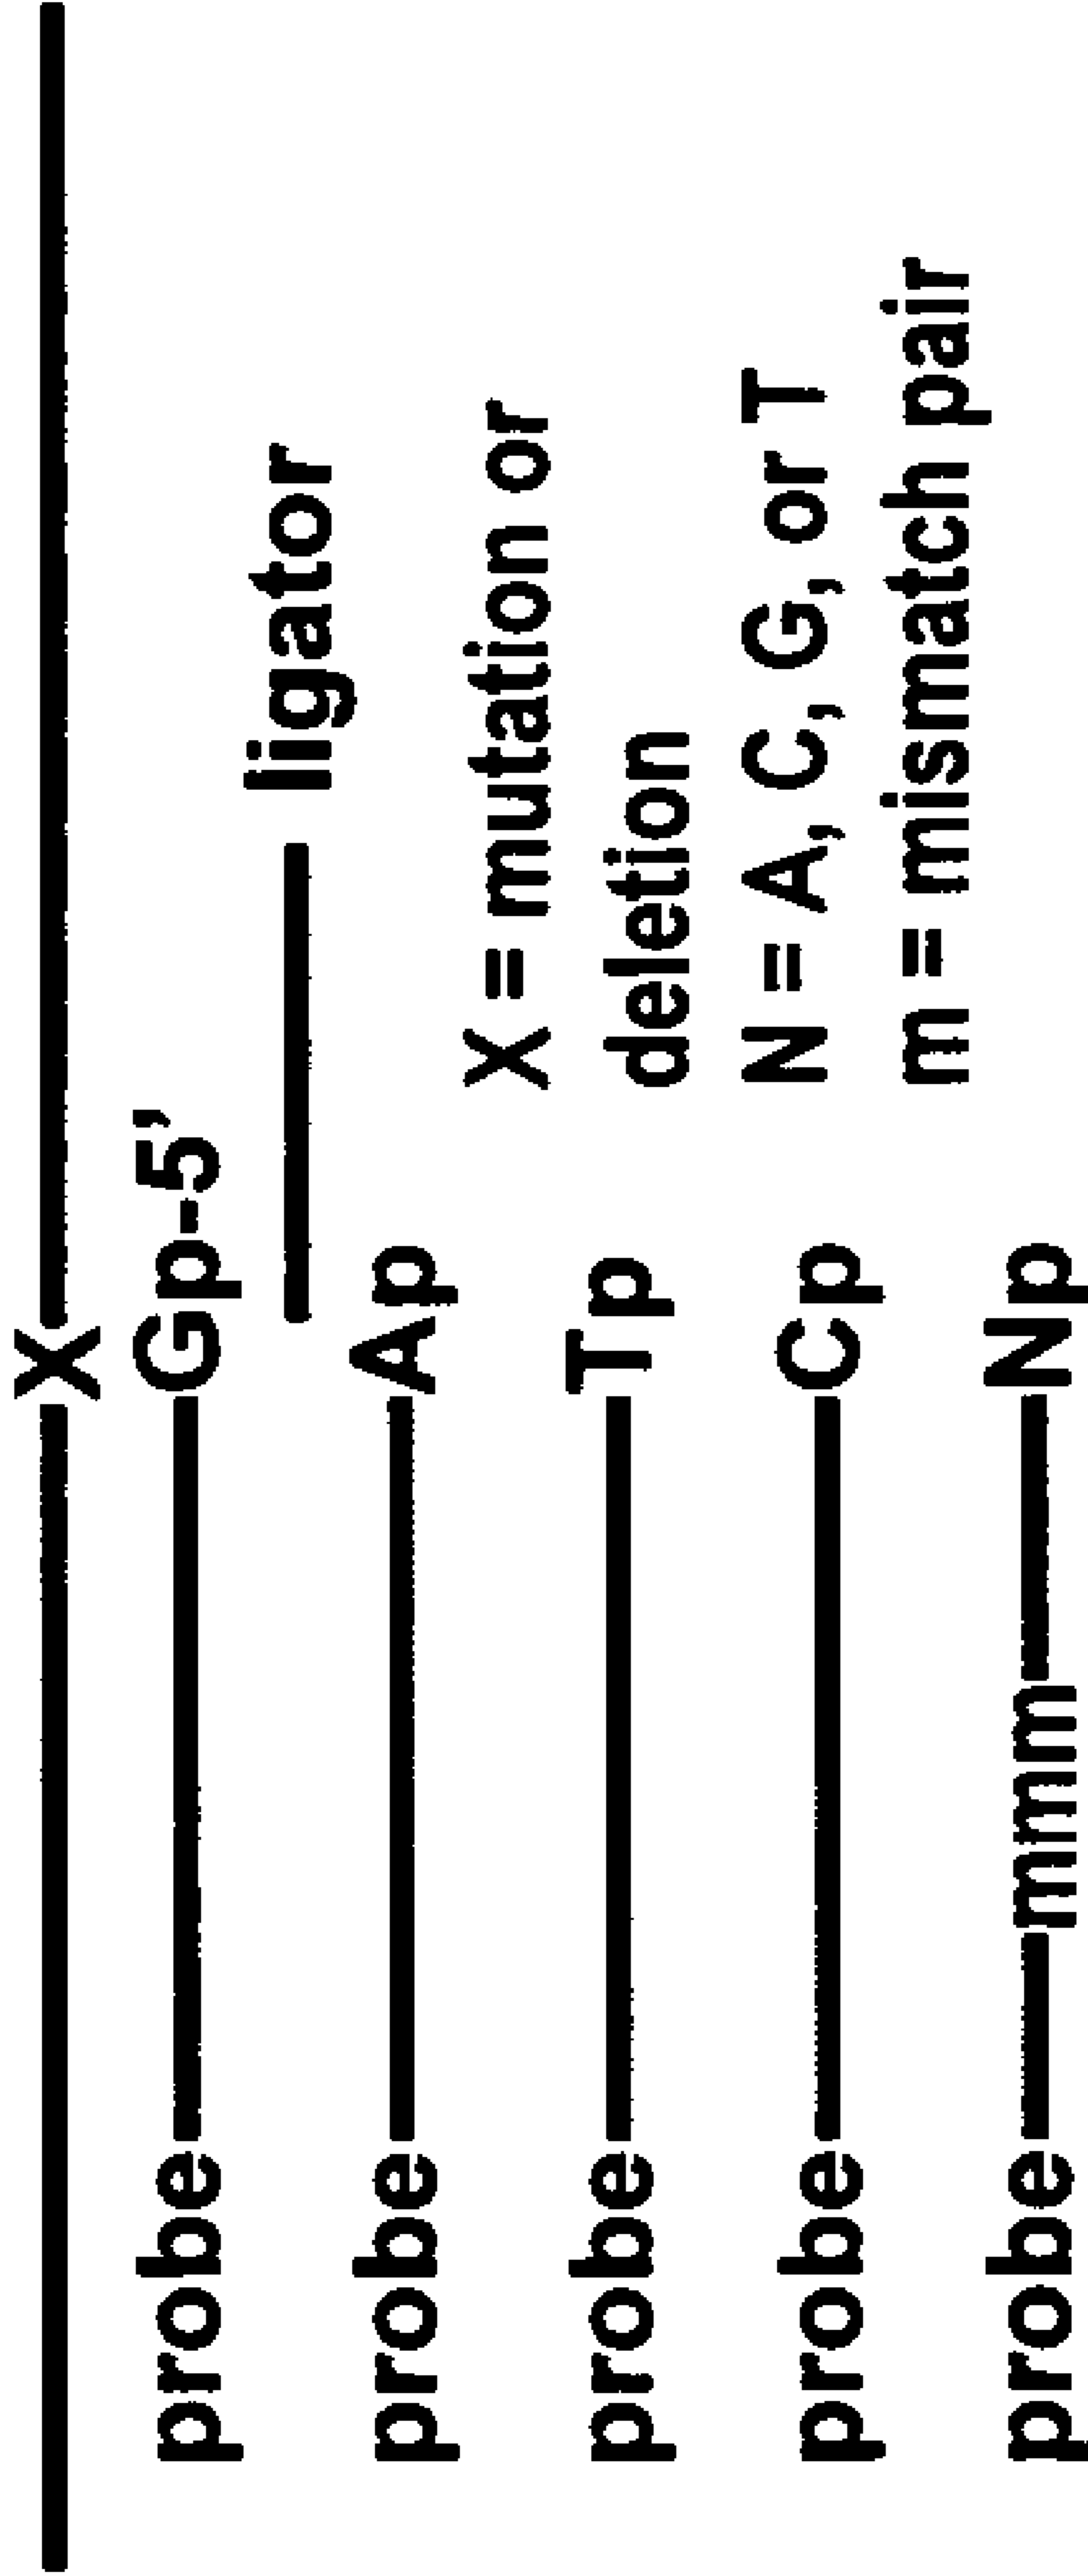 X
probe Gp-5'
ligator
probe Ap
X = mutation or
probe Tp
deletion
N = A, C, G, or T
probe Cp
m = mismatch pair
probe mmm Np